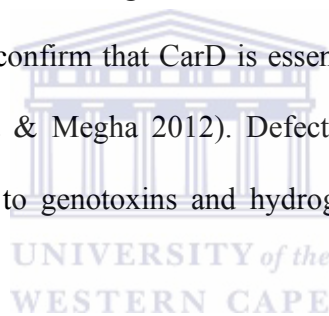 confirm that CarD is essen
& Megha 2012). Defect
to genotoxins and hydrog
UNIVERSITY of the
WESTERN CAPE